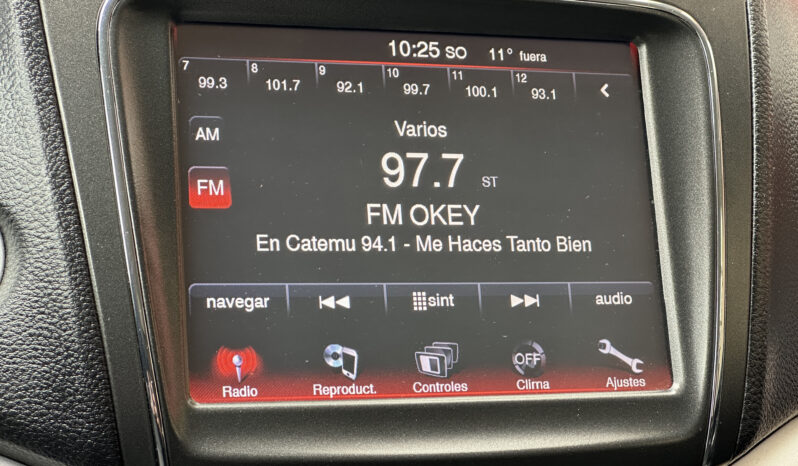 10:25 SO 11° fuera
7 8 9 10 11 12
99.3 101.7 92.1 99.7 100.1 93.1
AM
Varios
97.7 ST
FM
FM OKEY
En Catemu 94.1 - Me Haces Tanto Bien
navegar sint audio
OFF
Radio Reproduct. Controles Clima Ajustes